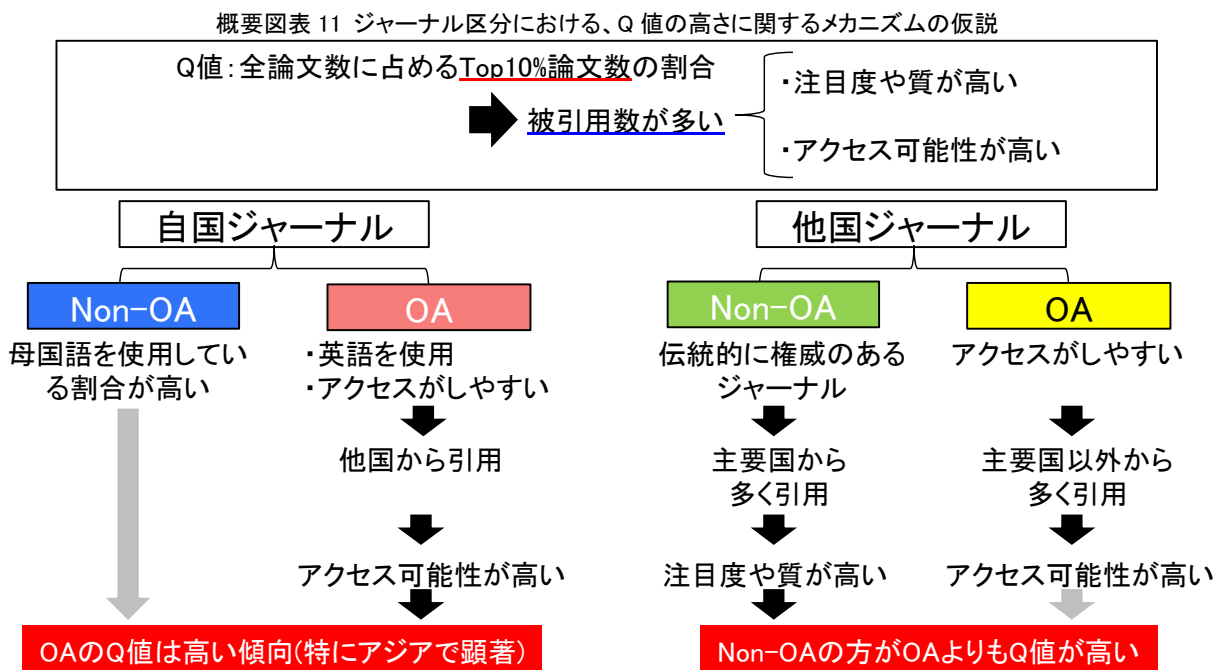 概要図表 11 ジャーナル区分における、Q 値の高さに関するメカニズムの仮説
Q値：全論文数に占めるTop10%論文数の割合
被引用数が多い
・注目度や質が高い
・アクセス可能性が高い
自国ジャーナル
Non-OA
母国語を使用してい
る割合が高い
OA
・英語を使用
・アクセスがしやすい
他国から引用
アクセス可能性が高い
OAのQ値は高い傾向(特にアジアで顕著)
他国ジャーナル
Non-OA
伝統的に権威のある
ジャーナル
主要国から
多く引用
注目度や質が高い
OA
アクセスがしやすい
主要国以外から
多く引用
アクセス可能性が高い
Non-OAの方がOAよりもQ値が高い